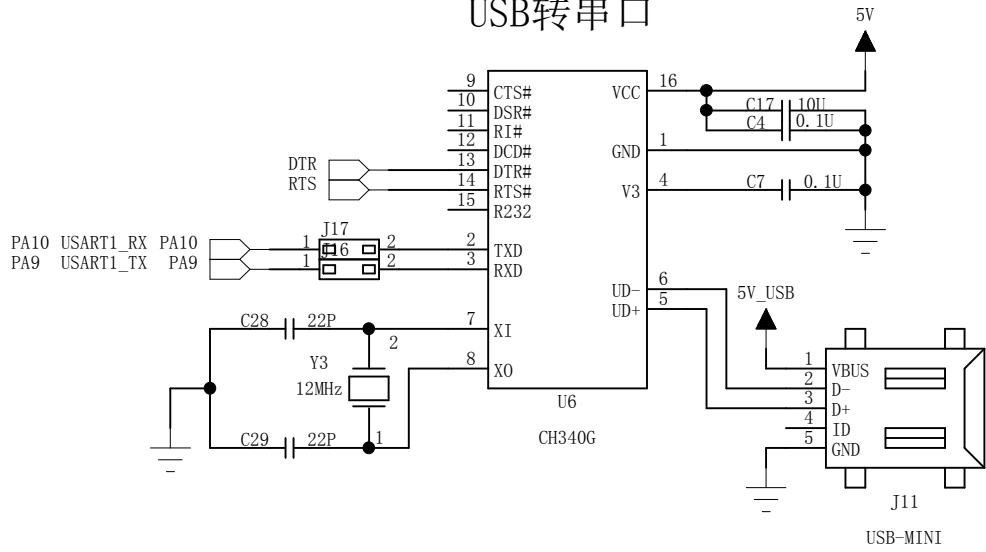 USB转串口
5V
9 CTS#
10 DSR#
11 RI#
12 DCD#
13 DTR#
14 RTS#
15 R232
2 TXD
3 RXD
7 XI
8 XO
VCC 16
GND 1
V3 4
UD- 6
UD+ 5
U6
CH340G
C17 10U
C4 0.1U
C7 0.1U
DTR
RTS
J17
PA10 USART1_RX PA10 1 2
J16
PA9 USART1_TX PA9 1 2
C28 22P
2
Y3
12MHz
C29 22P 1
5V_USB
1 VBUS
2 D-
3 D+
4 ID
5 GND
J11
USB-MINI